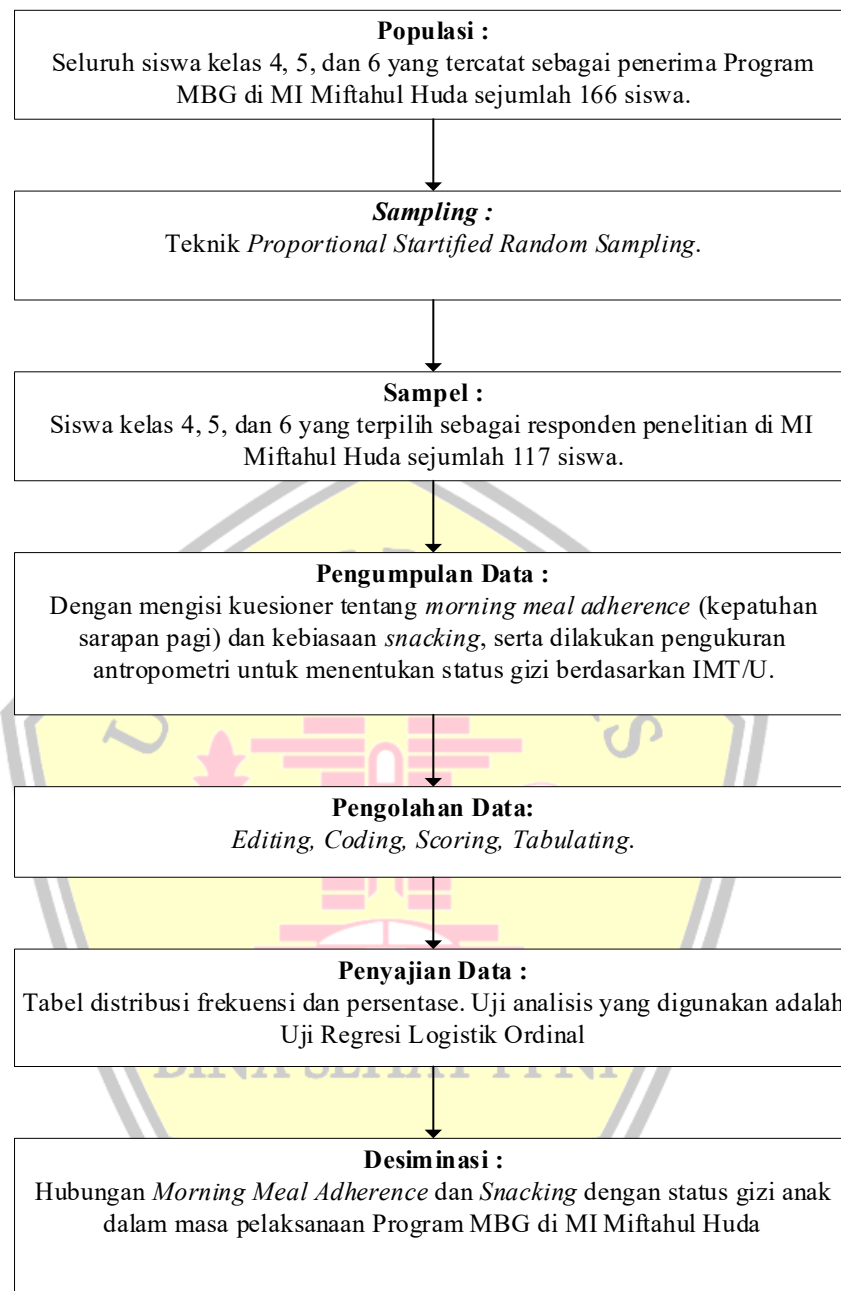 Populasi :
Seluruh siswa kelas 4, 5, dan 6 yang tercatat sebagai penerima Program
MBG di MI Miftahul Huda sejumlah 166 siswa.
Sampling :
Teknik Proportional Startified Random Sampling.
Sampel :
Siswa kelas 4, 5, dan 6 yang terpilih sebagai responden penelitian di MI
Miftahul Huda sejumlah 117 siswa.
Pengumpulan Data :
Dengan mengisi kuesioner tentang morning meal adherence (kepatuhan
sarapan pagi) dan kebiasaan snacking, serta dilakukan pengukuran
antropometri untuk menentukan status gizi berdasarkan IMT/U.
Pengolahan Data:
Editing, Coding, Scoring, Tabulating.
Penyajian Data :
Tabel distribusi frekuensi dan persentase. Uji analisis yang digunakan adalah
Uji Regresi Logistik Ordinal
Desiminasi :
Hubungan Morning Meal Adherence dan Snacking dengan status gizi anak
dalam masa pelaksanaan Program MBG di MI Miftahul Huda